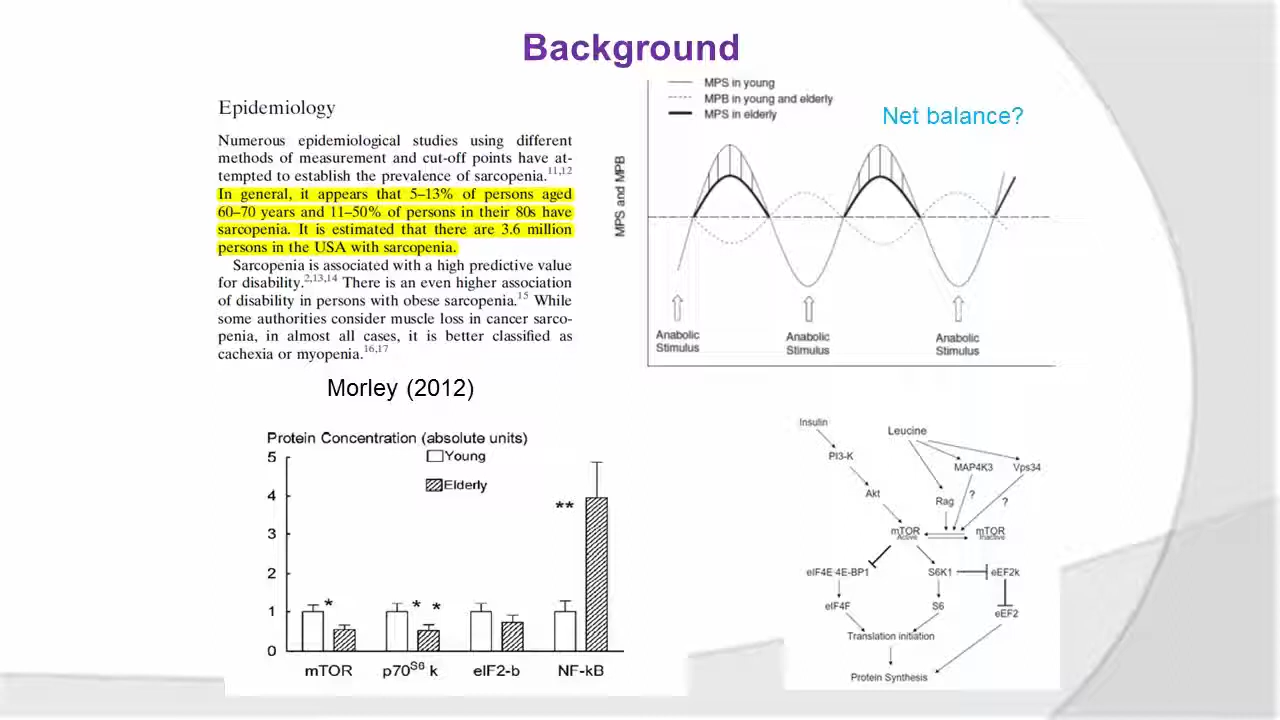 Background
Epidemiology
Numerous epidemiological studies using different
methods of measurement and cut-off points have at-
tempted to establish the prevalence of sarcopenia.11,12
In general, it appears that 5–13% of persons aged
60–70 years and 11–50% of persons in their 80s have
sarcopenia. It is estimated that there are 3.6 million
persons in the USA with sarcopenia.
Sarcopenia is associated with a high predictive value
for disability.2,13,14 There is an even higher association
of disability in persons with obese sarcopenia.15 While
some authorities consider muscle loss in cancer sarco-
penia, in almost all cases, it is better classified as
cachexia or myopenia.16,17
Morley (2012)
MPS in young
MPB in young and elderly
MPS in elderly
Net balance?
MPS and MPB
Anabolic
Stimulus
Anabolic
Stimulus
Anabolic
Stimulus
Protein Concentration (absolute units)
Young
Elderly
5
4
3
2
1
0
*
* *
**
mTOR
p70S6 k
eIF2-b
NF-kB
Insulin
Leucine
PI3-K
MAP4K3
Vps34
Akt
Rag
?
?
mTOR
Active
mTOR
Inactive
eIF4E·4E-BP1
S6K1
eEF2k
eIF4F
S6
eEF2
Translation initiation
Protein Synthesis